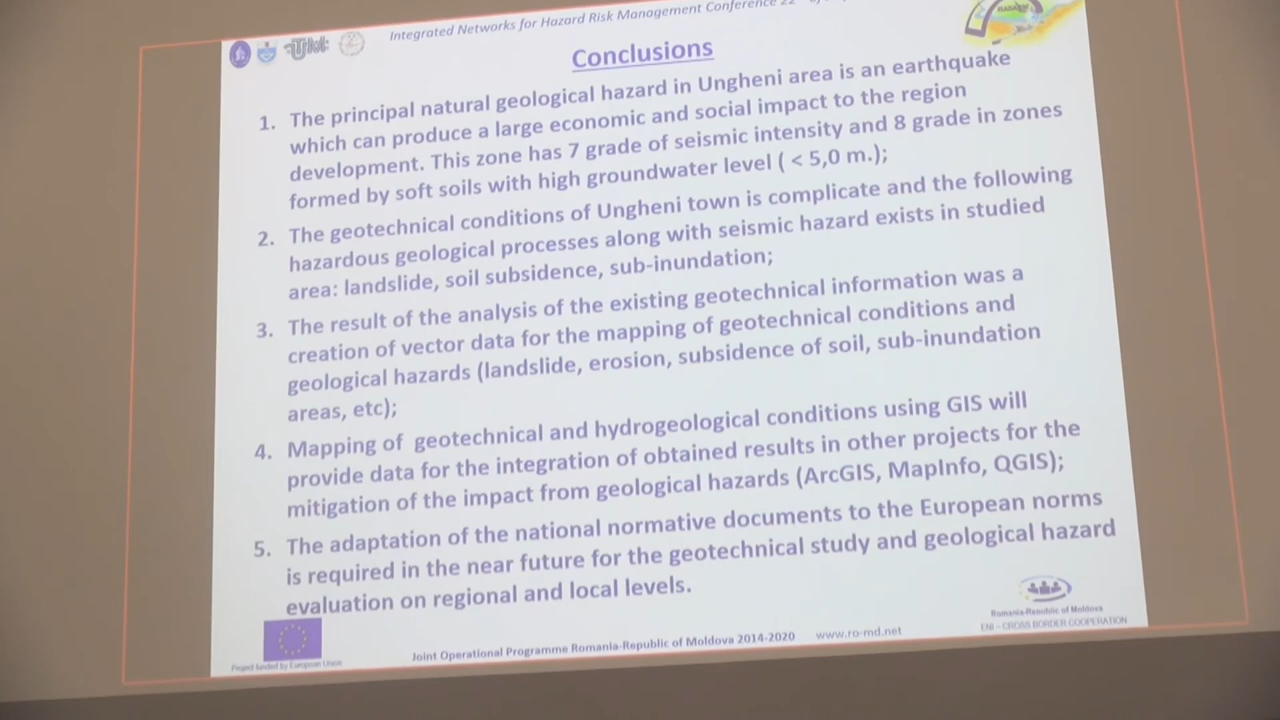 Integrated Networks for Hazard Risk Management Conference 22
UTM
Conclusions
1. The principal natural geological hazard in Ungheni area is an earthquake
which can produce a large economic and social impact to the region
development. This zone has 7 grade of seismic intensity and 8 grade in zones
formed by soft soils with high groundwater level ( < 5,0 m.);
2. The geotechnical conditions of Ungheni town is complicate and the following
hazardous geological processes along with seismic hazard exists in studied
area: landslide, soil subsidence, sub-inundation;
3. The result of the analysis of the existing geotechnical information was a
creation of vector data for the mapping of geotechnical conditions and
geological hazards (landslide, erosion, subsidence of soil, sub-inundation
areas, etc);
4. Mapping of geotechnical and hydrogeological conditions using GIS will
provide data for the integration of obtained results in other projects for the
mitigation of the impact from geological hazards (ArcGIS, MapInfo, QGIS);
5. The adaptation of the national normative documents to the European norms
is required in the near future for the geotechnical study and geological hazard
evaluation on regional and local levels.
Project funded by European Union
Joint Operational Programme Romania-Republic of Moldova 2014-2020 www.ro-md.net
Romania-Republic of Moldova
ENI - CROSS BORDER COOPERATION